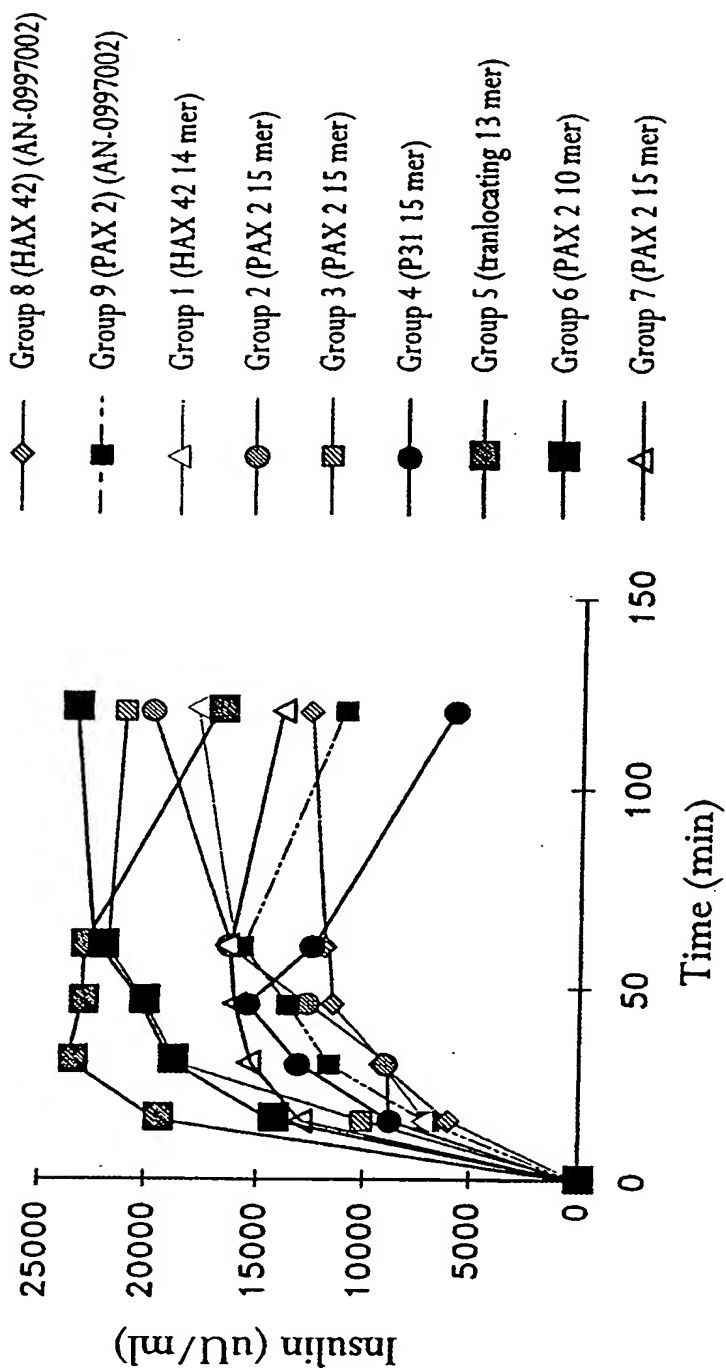 Insulin (uU/ml)
25000
20000
15000
10000
5000
0
0
50
100
150
Time (min)
Group 8 (HAX 42) (AN-0997002)
Group 9 (PAX 2) (AN-0997002)
Group 1 (HAX 42 14 mer)
Group 2 (PAX 2 15 mer)
Group 3 (PAX 2 15 mer)
Group 4 (P31 15 mer)
Group 5 (tranlocating 13 mer)
Group 6 (PAX 2 10 mer)
Group 7 (PAX 2 15 mer)